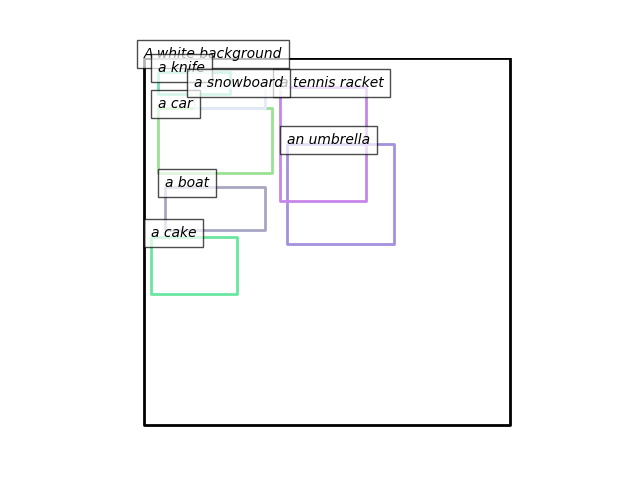 A white background
a knife
a snowboard
a tennis racket
a car
an umbrella
a boat
a cake